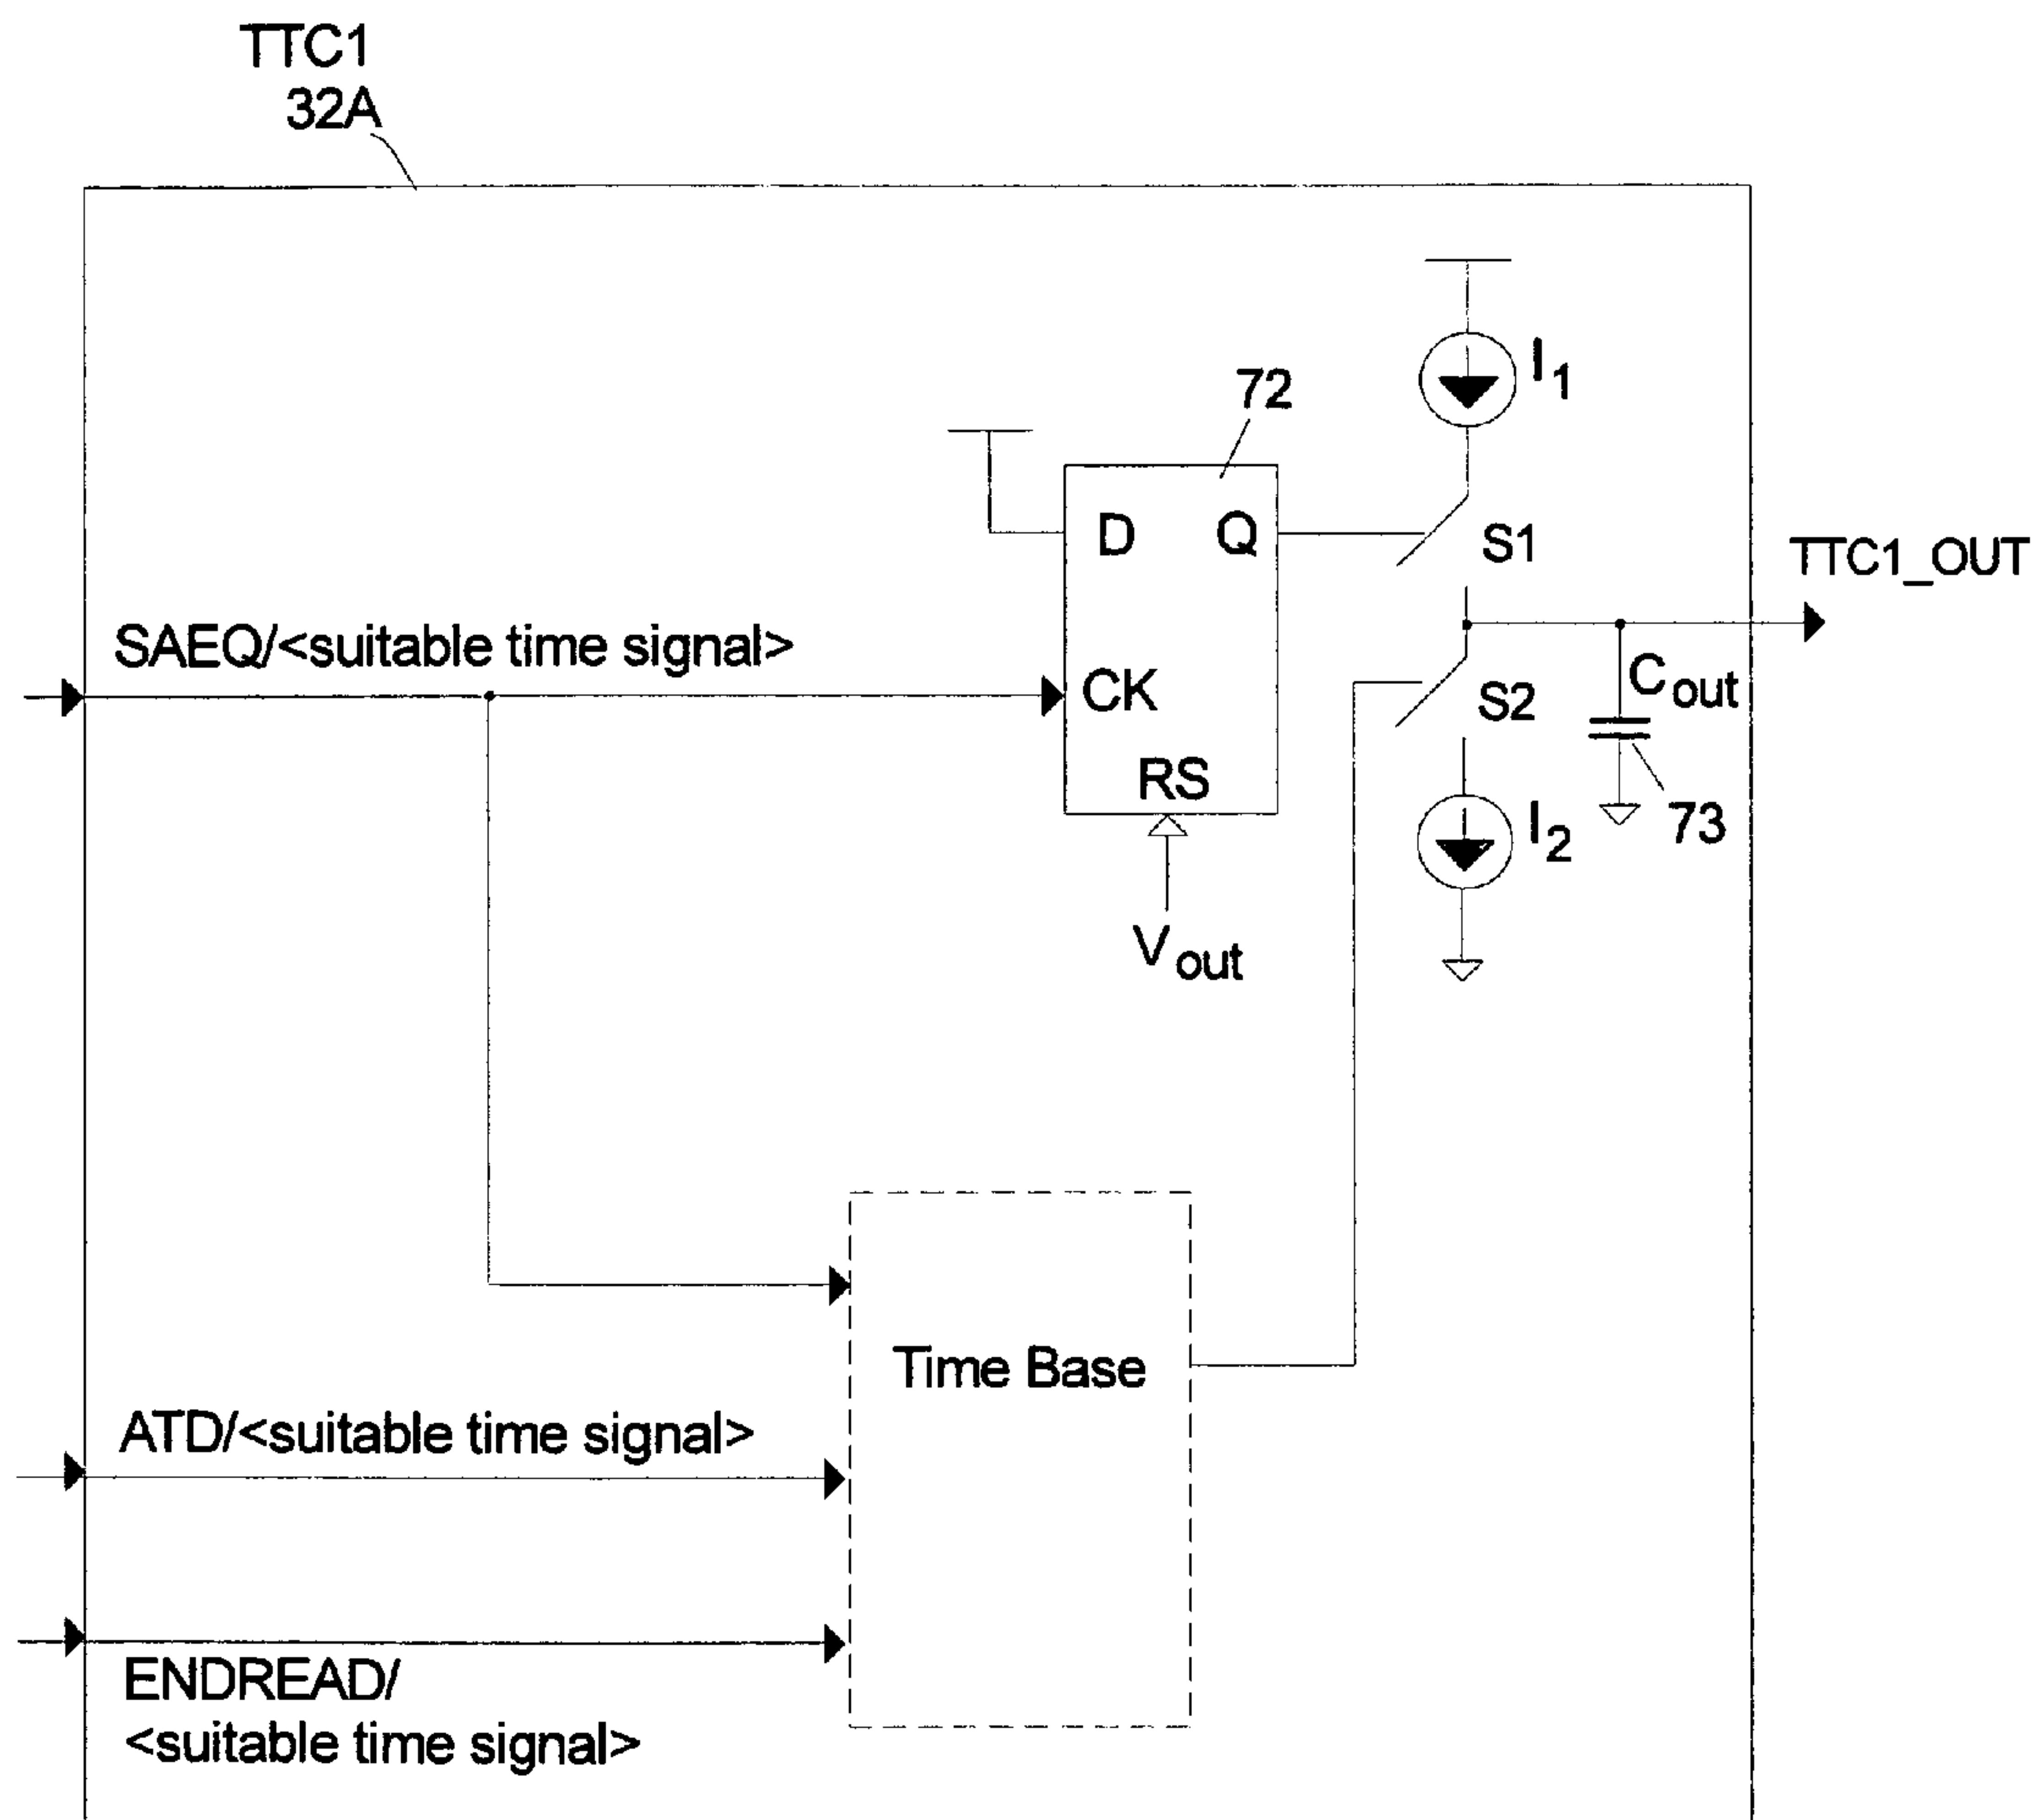 TTC1
32A
I1
72
D Q
S1
TTC1_OUT
SAEQ/<suitable time signal>
CK
S2
Cout
RS
I2
73
Vout
Time Base
ATD/<suitable time signal>
ENDREAD/
<suitable time signal>